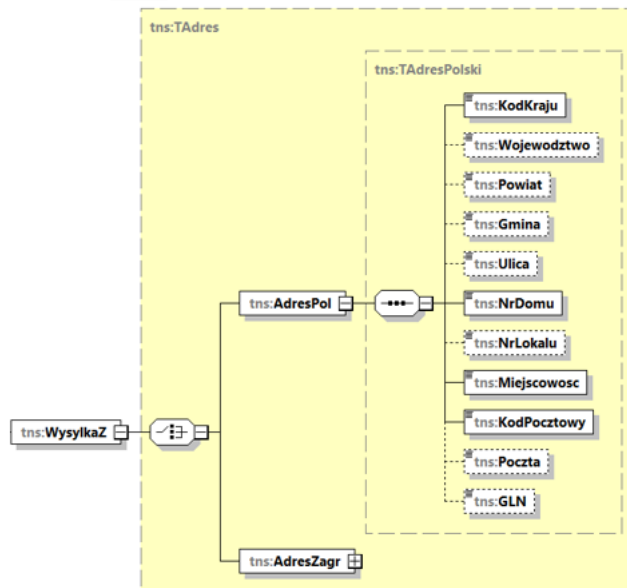 tns:TAdres
tns:TAdresPolski
tns:KodKraju
tns:Wojewodztwo
tns:Powiat
tns:Gmina
tns:Ulica
tns:AdresPol
tns:NrDomu
tns:NrLokalu
tns:Miejscowosc
tns:KodPocztowy
tns:WysylkaZ
tns:Poczta
tns:GLN
tns:AdresZagr